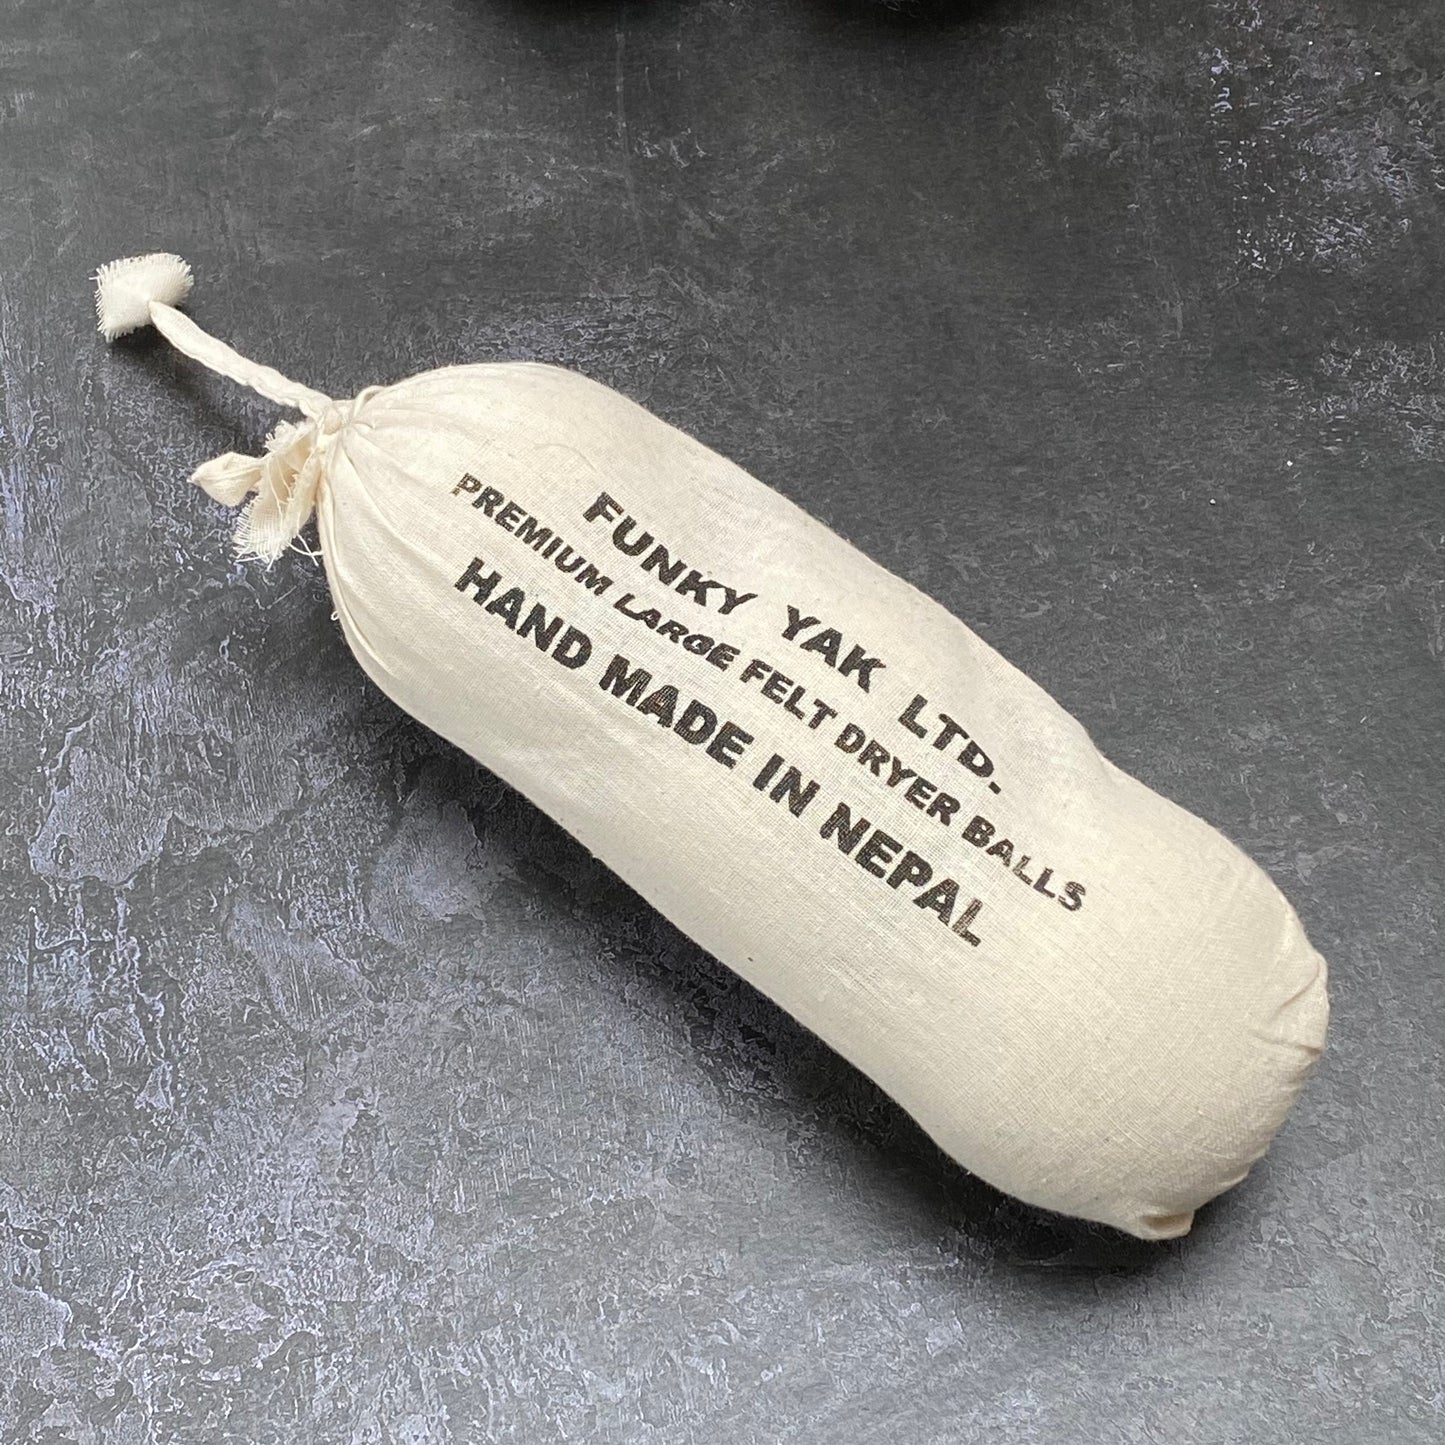 FUNKY YAK LTD.
PREMIUM LARGE FELT DRYER BALLS
HAND MADE IN NEPAL